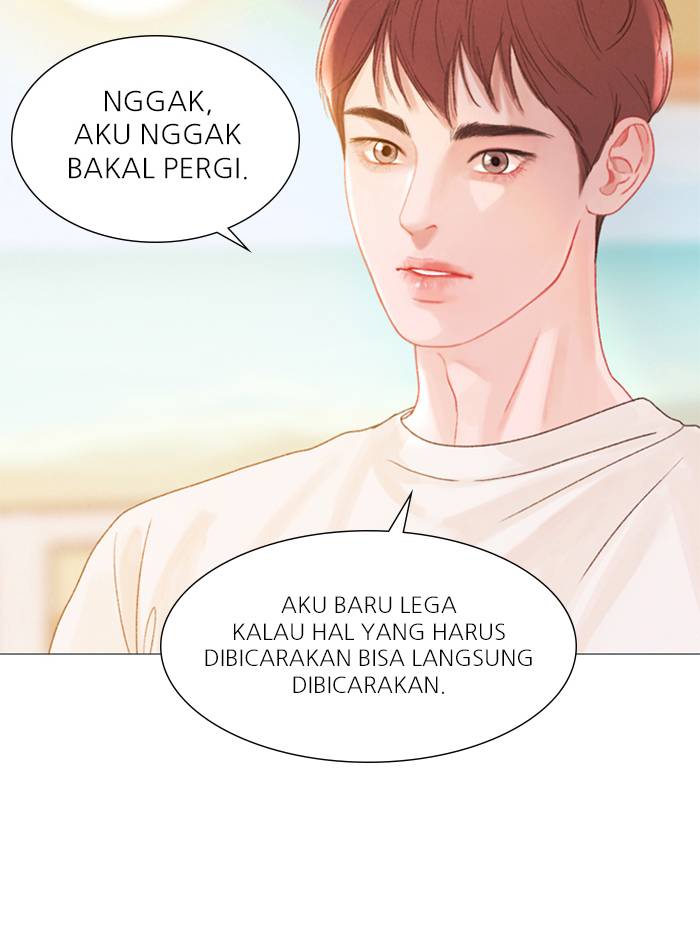 NGGAK,
AKU NGGAK
BAKAL PERGI.
AKU BARU LEGA
KALAU HAL YANG HARUS
DIBICARAKAN BISA LANGSUNG
DIBICARAKAN.